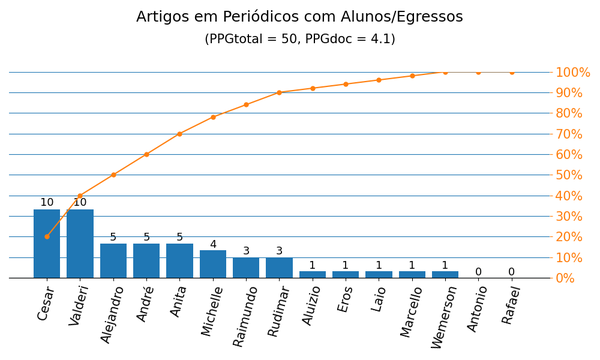 Artigos em Periódicos com Alunos/Egressos
(PPGtotal = 50, PPGdoc = 4.1)
100%
90%
80%
70%
60%
50%
40%
30%
20%
10%
0%
10 10 5 5 5 4 3 3 1 1 1 1 1 0 0
Cesar Valderi Alejandro André Anita Michelle Raimundo Rudimar Aluizio Eros Laio Marcello Wemerson Antonio Rafael